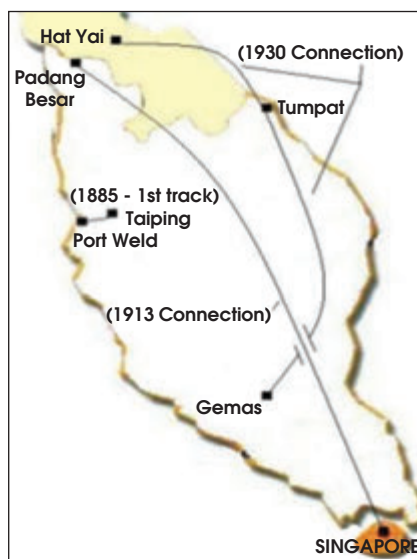 Hat Yai
(1930 Connection)
Padang
Besar
Tumpat
(1885 - 1st track)
Taiping
Port Weld
(1913 Connection)
Gemas
SINGAPORE